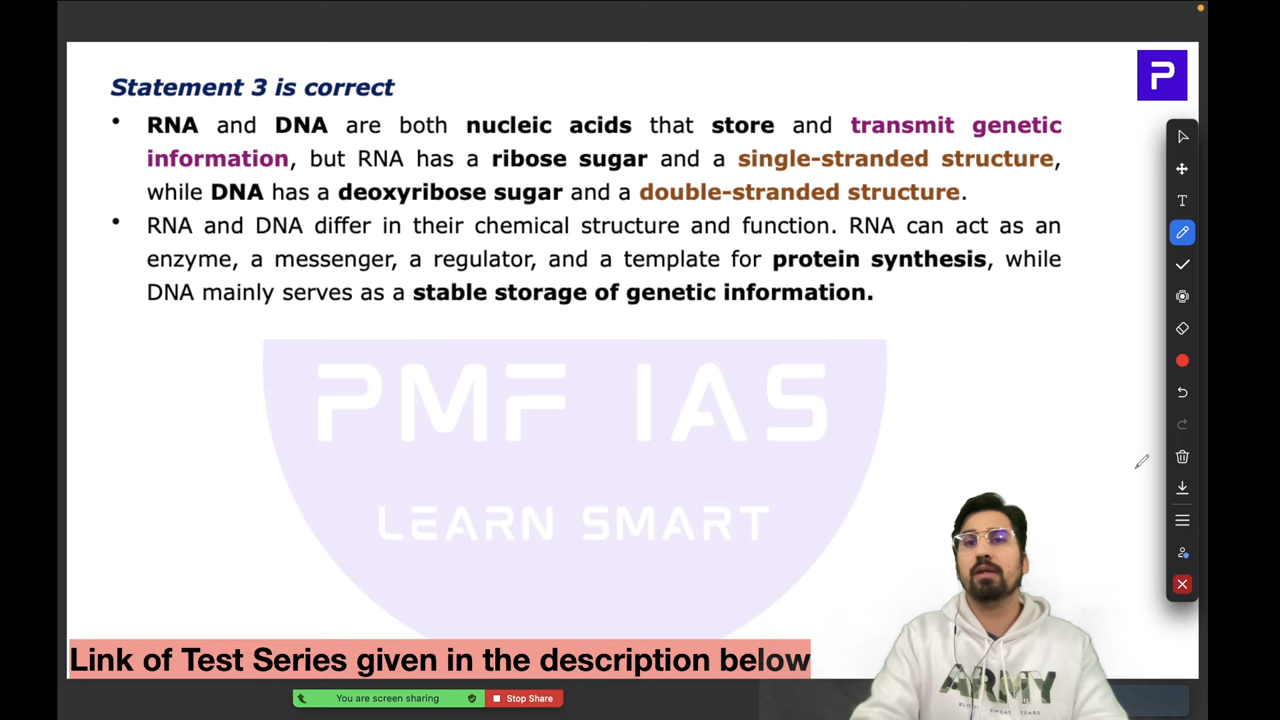 Statement 3 is correct
P
• RNA and DNA are both nucleic acids that store and transmit genetic
information, but RNA has a ribose sugar and a single-stranded structure,
while DNA has a deoxyribose sugar and a double-stranded structure.
• RNA and DNA differ in their chemical structure and function. RNA can act as an
enzyme, a messenger, a regulator, and a template for protein synthesis, while
DNA mainly serves as a stable storage of genetic information.
PMF IAS
LEARN SMART
Link of Test Series given in the description below
ARMY
BLOOD SWEAT TEARS
You are screen sharing
Stop Share